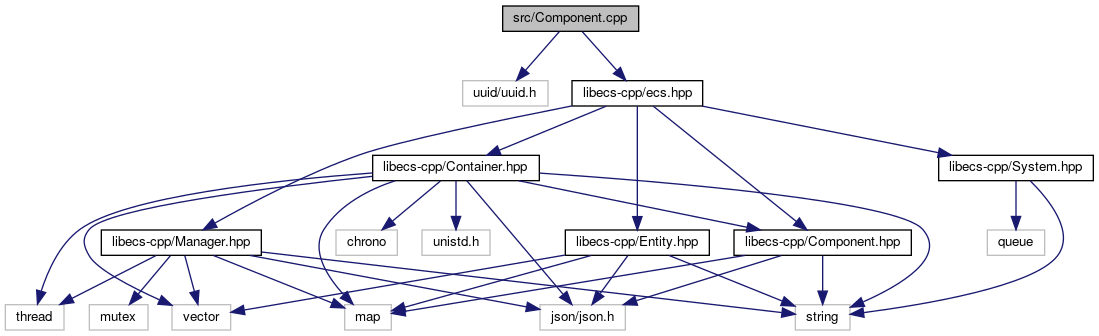 src/Component.cpp
uuid/uuid.h
libecs-cpp/ecs.hpp
libecs-cpp/Container.hpp
libecs-cpp/System.hpp
libecs-cpp/Manager.hpp
chrono
unistd.h
libecs-cpp/Entity.hpp
libecs-cpp/Component.hpp
queue
thread
mutex
vector
map
json/json.h
string